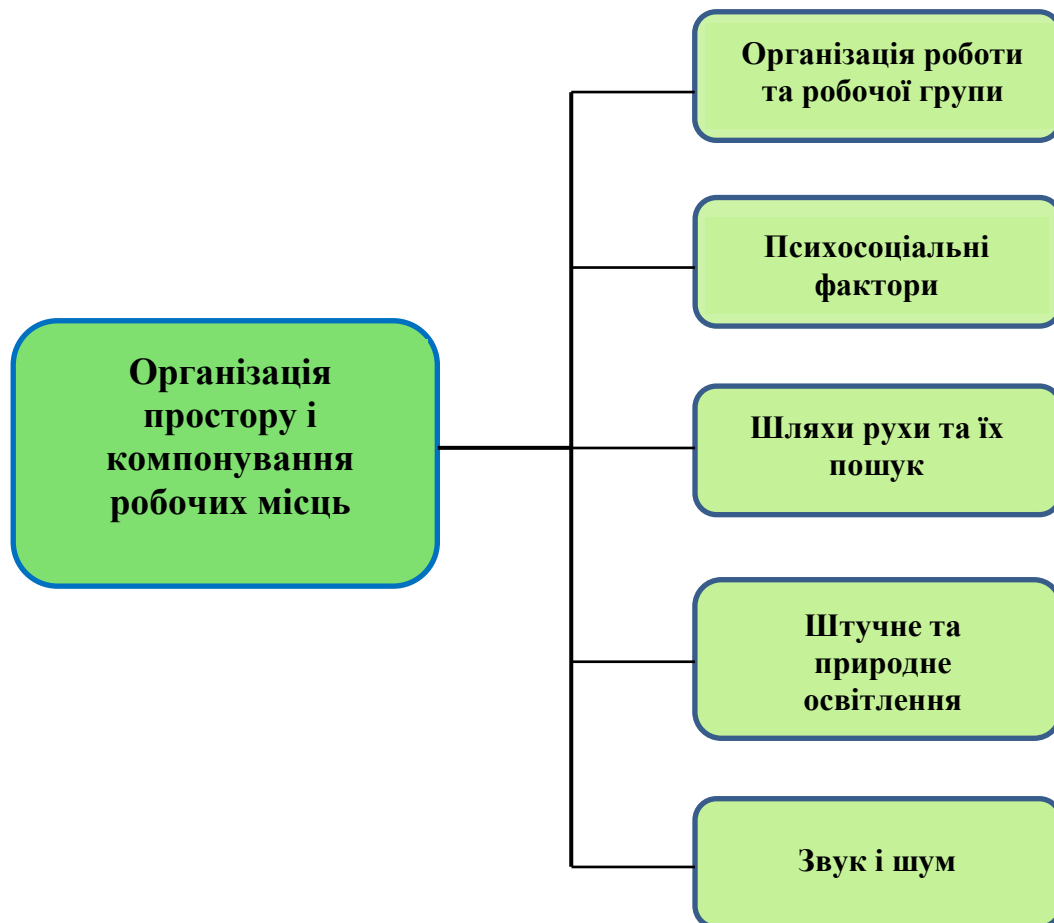 Організація роботи
та робочої групи
Психосоціальні
фактори
Організація
простору і
компонування
робочих місць
Шляхи рухи та їх
пошук
Штучне та
природне
освітлення
Звук і шум